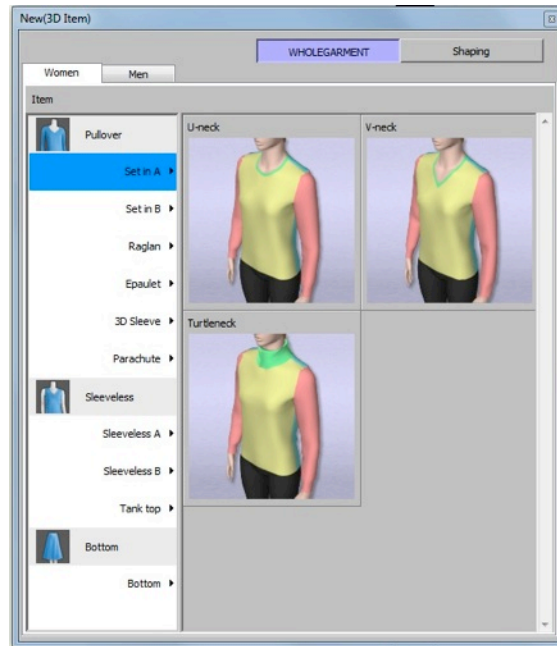 New(3D Item)
WHOLEGARMENT
Shaping
Women
Men
Item
Pullover
Set in A
Set in B
Raglan
Epaulet
3D Sleeve
Parachute
Sleeveless
Sleeveless A
Sleeveless B
Tank top
Bottom
Bottom
U-neck
V-neck
Turtleneck